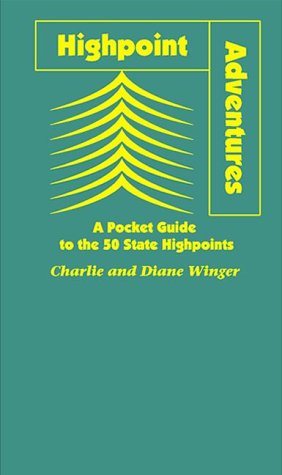 Highpoint
Adventures
A Pocket Guide
to the 50 State Highpoints
Charlie and Diane Winger